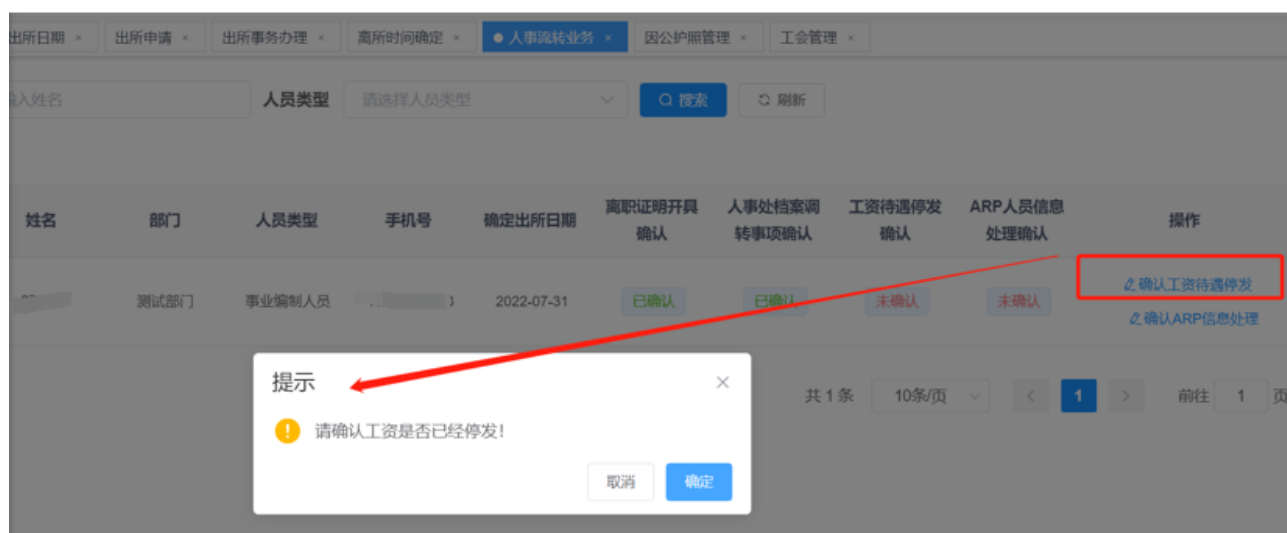 出所日期 × 出所申请 × 出所事务办理 × 离所时间确定 × 人事流转业务 × 因公护照管理 × 工会管理 ×
输入姓名 人员类型 请选择人员类型 搜索 刷新
姓名 部门 人员类型 手机号 确定出所日期 离职证明开具 人事处档案调 工资待遇停发 ARP人员信息 操作
确认 转事项确认 确认 处理确认
测试部门 事业编制人员 2022-07-31 已确认 已确认 未确认 未确认 确认工资待遇停发
确认ARP信息处理
提示 ×
共 1 条 10条/页 < 1 > 前往 1 页
请确认工资是否已经停发!
取消 确定